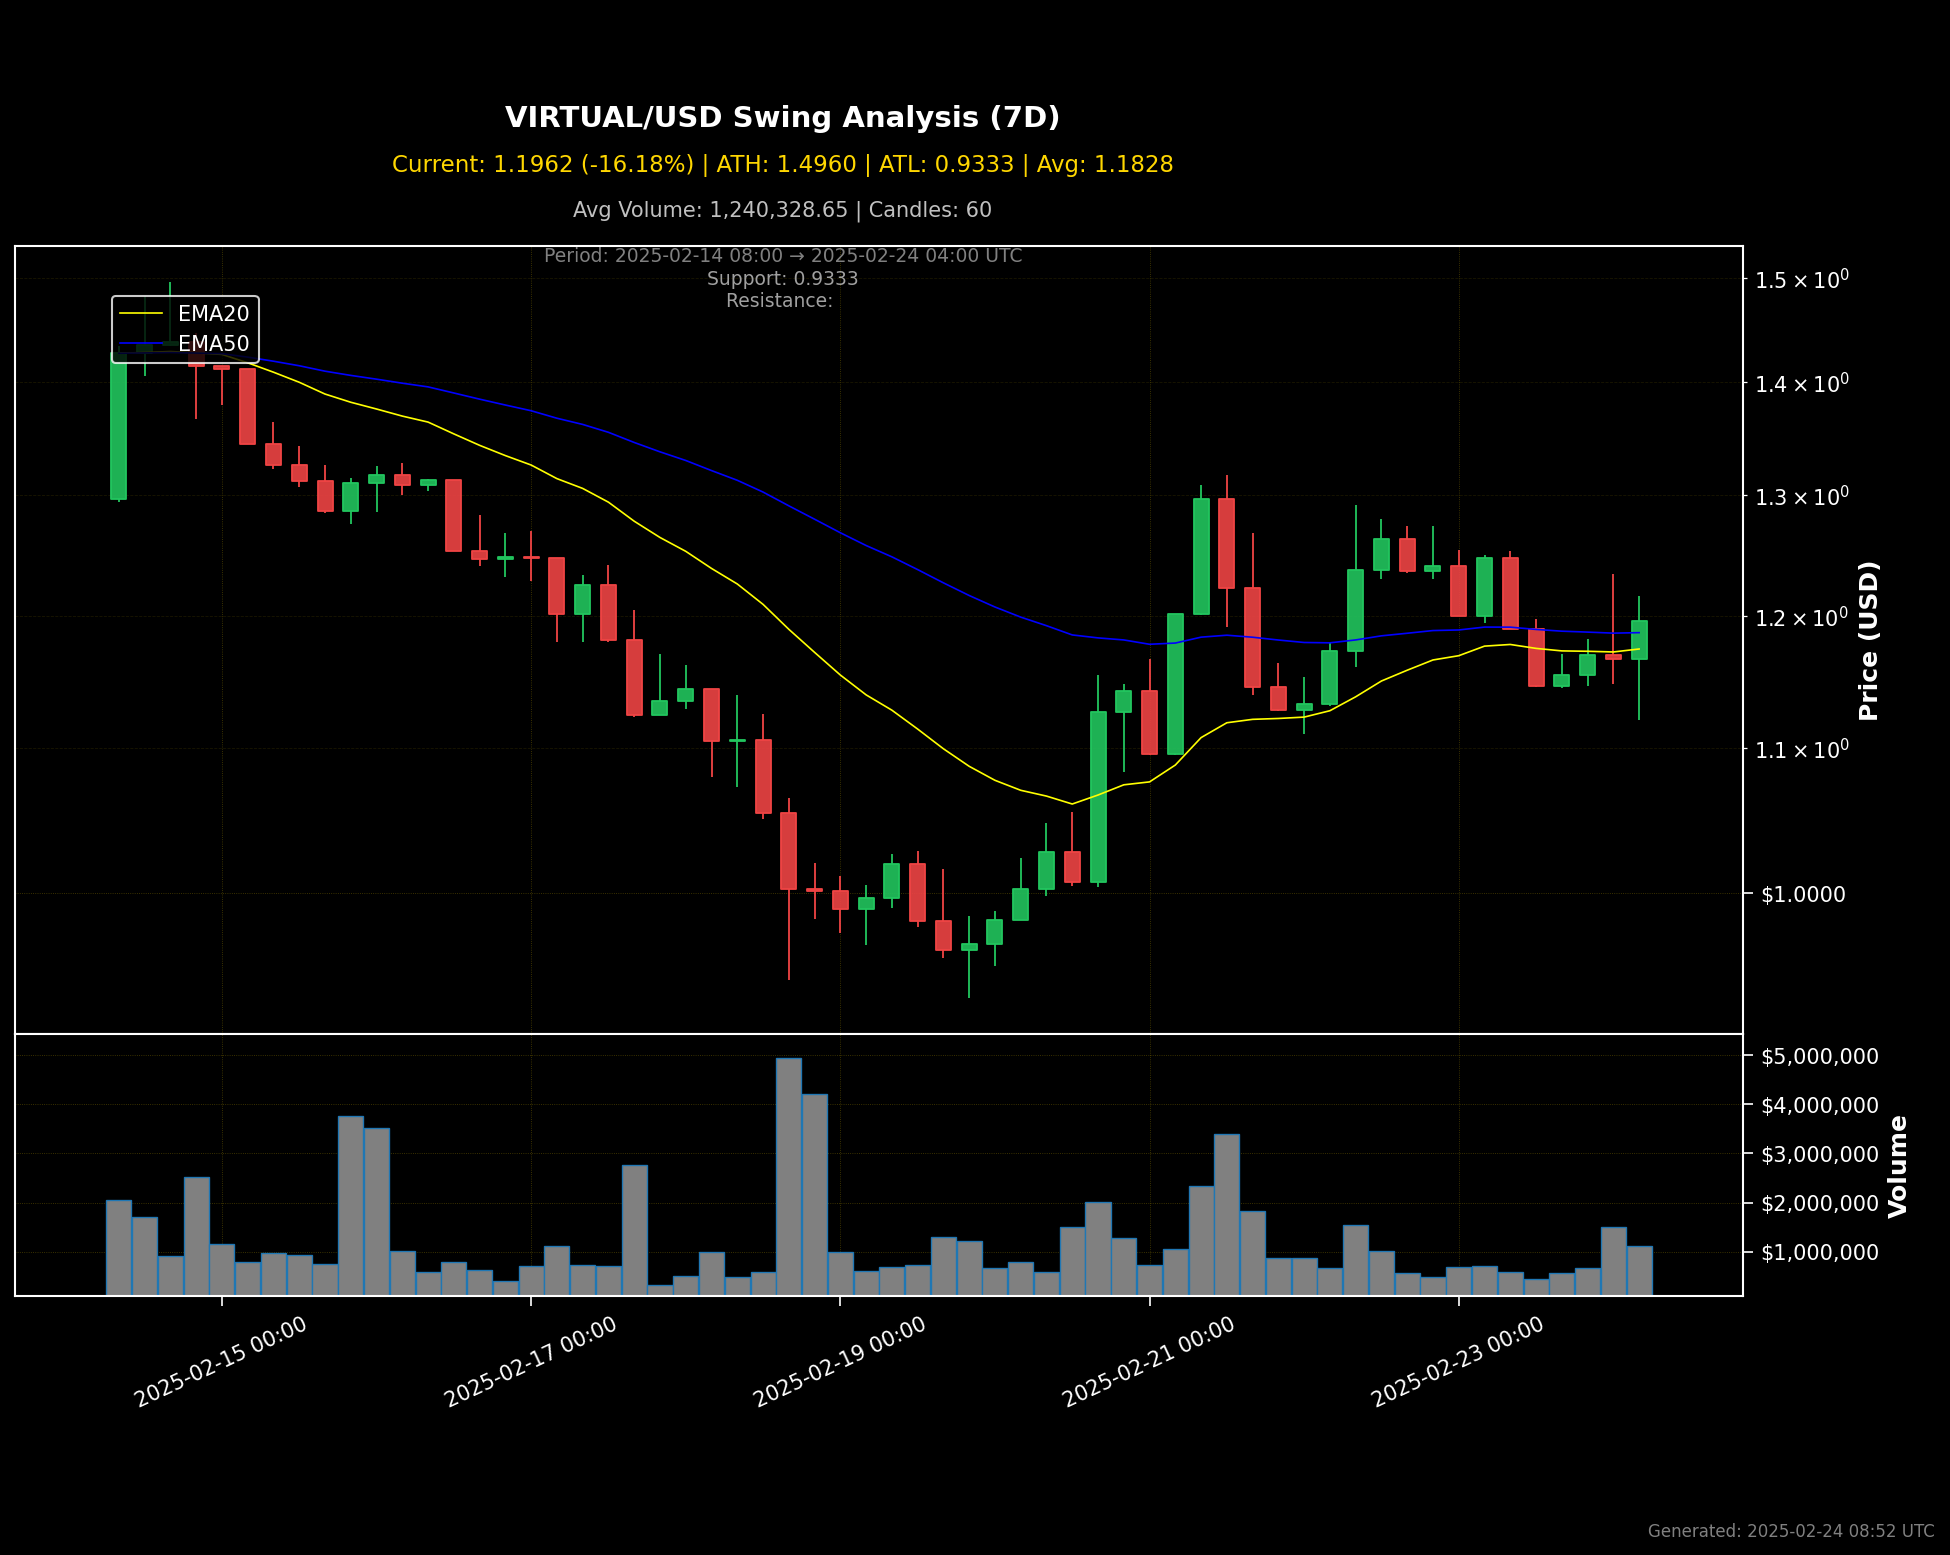 VIRTUAL/USD Swing Analysis (7D)
Current: 1.1962 (-16.18%) | ATH: 1.4960 | ATL: 0.9333 | Avg: 1.1828
Avg Volume: 1,240,328.65 | Candles: 60
Period: 2025-02-14 08:00 → 2025-02-24 04:00 UTC
Support: 0.9333
Resistance:
EMA20
EMA50
1.5 × 10⁰
1.4 × 10⁰
1.3 × 10⁰
1.2 × 10⁰
1.1 × 10⁰
$1.0000
Price (USD)
$5,000,000
$4,000,000
$3,000,000
$2,000,000
$1,000,000
Volume
2025-02-15 00:00
2025-02-17 00:00
2025-02-19 00:00
2025-02-21 00:00
2025-02-23 00:00
Generated: 2025-02-24 08:52 UTC